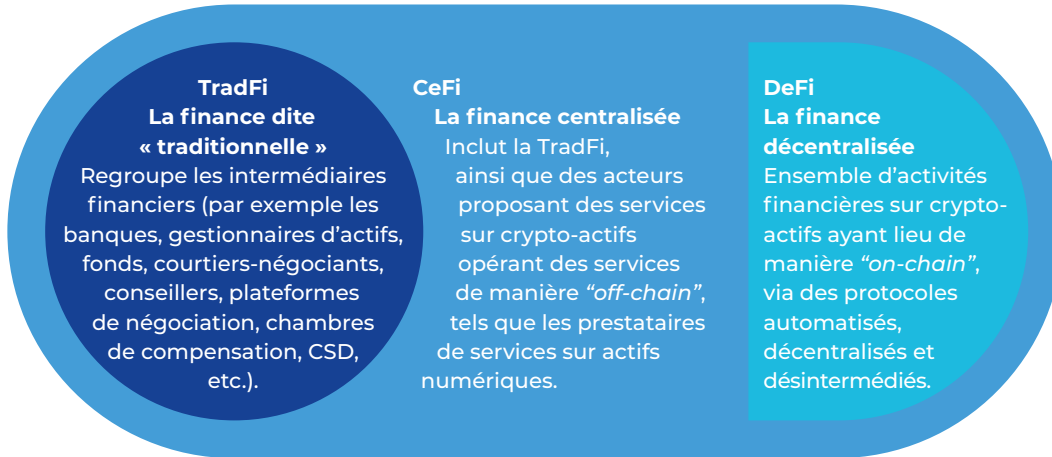 TradFi
La finance dite
« traditionnelle »
Regroupe les intermédiaires
financiers (par exemple les
banques, gestionnaires d’actifs,
fonds, courtiers-négociants,
conseillers, plateformes
de négociation, chambres
de compensation, CSD,
etc.).
CeFi
La finance centralisée
Inclut la TradFi,
ainsi que des acteurs
proposant des services
sur crypto-actifs
opérant des services
de manière “off-chain”,
tels que les prestataires
de services sur actifs
numériques.
DeFi
La finance
décentralisée
Ensemble d’activités
financières sur crypto-
actifs ayant lieu de
manière “on-chain”,
via des protocoles
automatisés,
décentralisés et
désintermédiés.